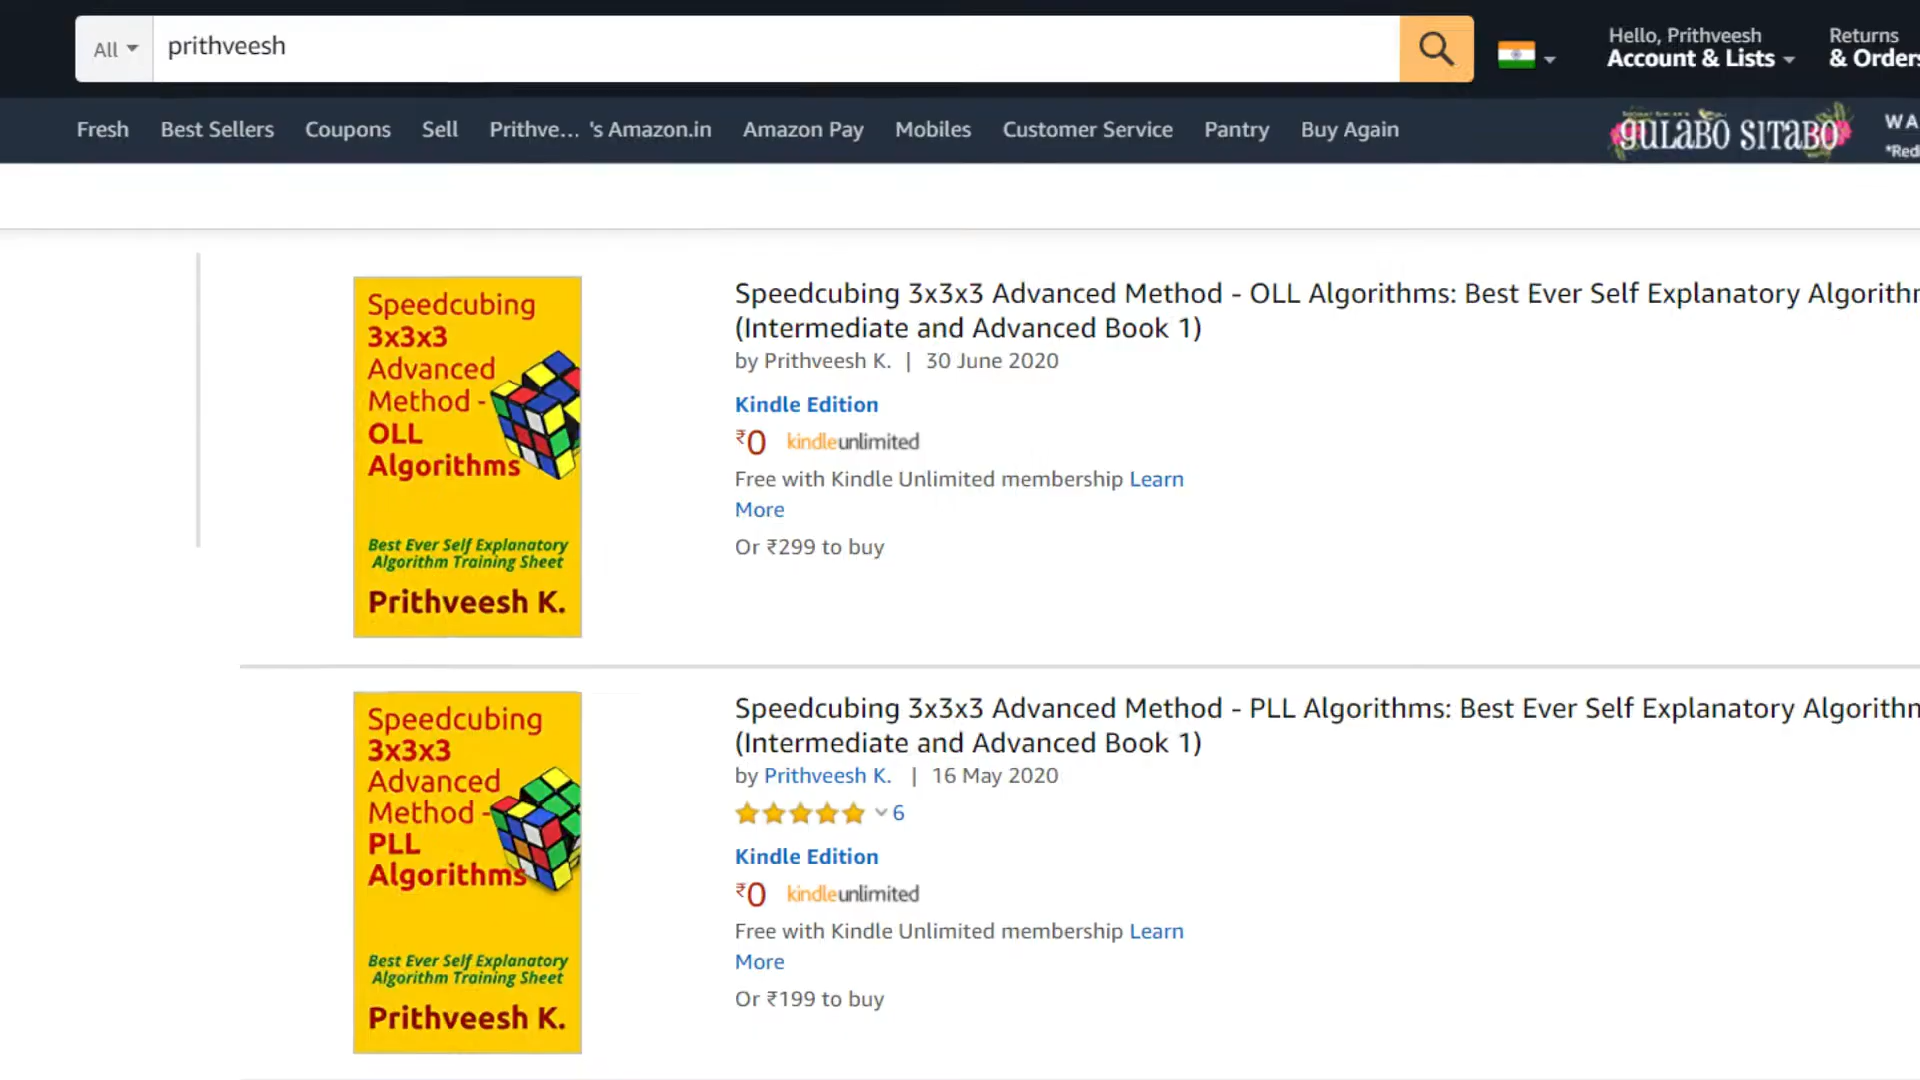 All
prithveesh
Hello, Prithveesh
Account & Lists
Returns
& Orders
Fresh
Best Sellers
Coupons
Sell
Prithve... 's Amazon.in
Amazon Pay
Mobiles
Customer Service
Pantry
Buy Again
GULABO SITABO
WA
*Redi
Speedcubing
3x3x3
Advanced
Method -
OLL
Algorithms
Best Ever Self Explanatory
Algorithm Training Sheet
Prithveesh K.
Speedcubing 3x3x3 Advanced Method - OLL Algorithms: Best Ever Self Explanatory Algorithm
(Intermediate and Advanced Book 1)
by Prithveesh K. | 30 June 2020
Kindle Edition
₹0 kindleunlimited
Free with Kindle Unlimited membership Learn
More
Or ₹299 to buy
Speedcubing
3x3x3
Advanced
Method -
PLL
Algorithms
Best Ever Self Explanatory
Algorithm Training Sheet
Prithveesh K.
Speedcubing 3x3x3 Advanced Method - PLL Algorithms: Best Ever Self Explanatory Algorithm
(Intermediate and Advanced Book 1)
by Prithveesh K. | 16 May 2020
6
Kindle Edition
₹0 kindleunlimited
Free with Kindle Unlimited membership Learn
More
Or ₹199 to buy